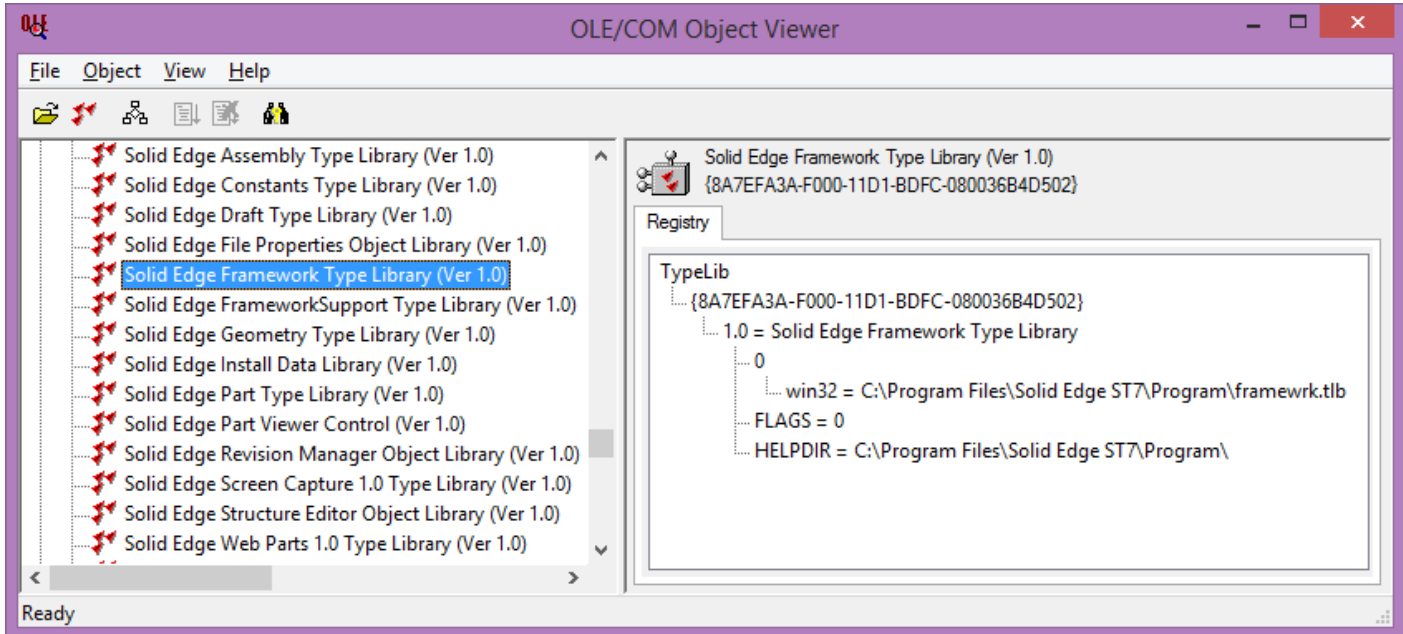 OLE/COM Object Viewer
File Object View Help
Solid Edge Assembly Type Library (Ver 1.0)
Solid Edge Constants Type Library (Ver 1.0)
Solid Edge Draft Type Library (Ver 1.0)
Solid Edge File Properties Object Library (Ver 1.0)
Solid Edge Framework Type Library (Ver 1.0)
Solid Edge FrameworkSupport Type Library (Ver 1.0)
Solid Edge Geometry Type Library (Ver 1.0)
Solid Edge Install Data Library (Ver 1.0)
Solid Edge Part Type Library (Ver 1.0)
Solid Edge Part Viewer Control (Ver 1.0)
Solid Edge Revision Manager Object Library (Ver 1.0)
Solid Edge Screen Capture 1.0 Type Library (Ver 1.0)
Solid Edge Structure Editor Object Library (Ver 1.0)
Solid Edge Web Parts 1.0 Type Library (Ver 1.0)
Solid Edge Framework Type Library (Ver 1.0)
{8A7EFA3A-F000-11D1-BDFC-080036B4D502}
Registry
TypeLib
{8A7EFA3A-F000-11D1-BDFC-080036B4D502}
1.0 = Solid Edge Framework Type Library
0
win32 = C:\Program Files\Solid Edge ST7\Program\framewrk.tlb
FLAGS = 0
HELPDIR = C:\Program Files\Solid Edge ST7\Program\
Ready